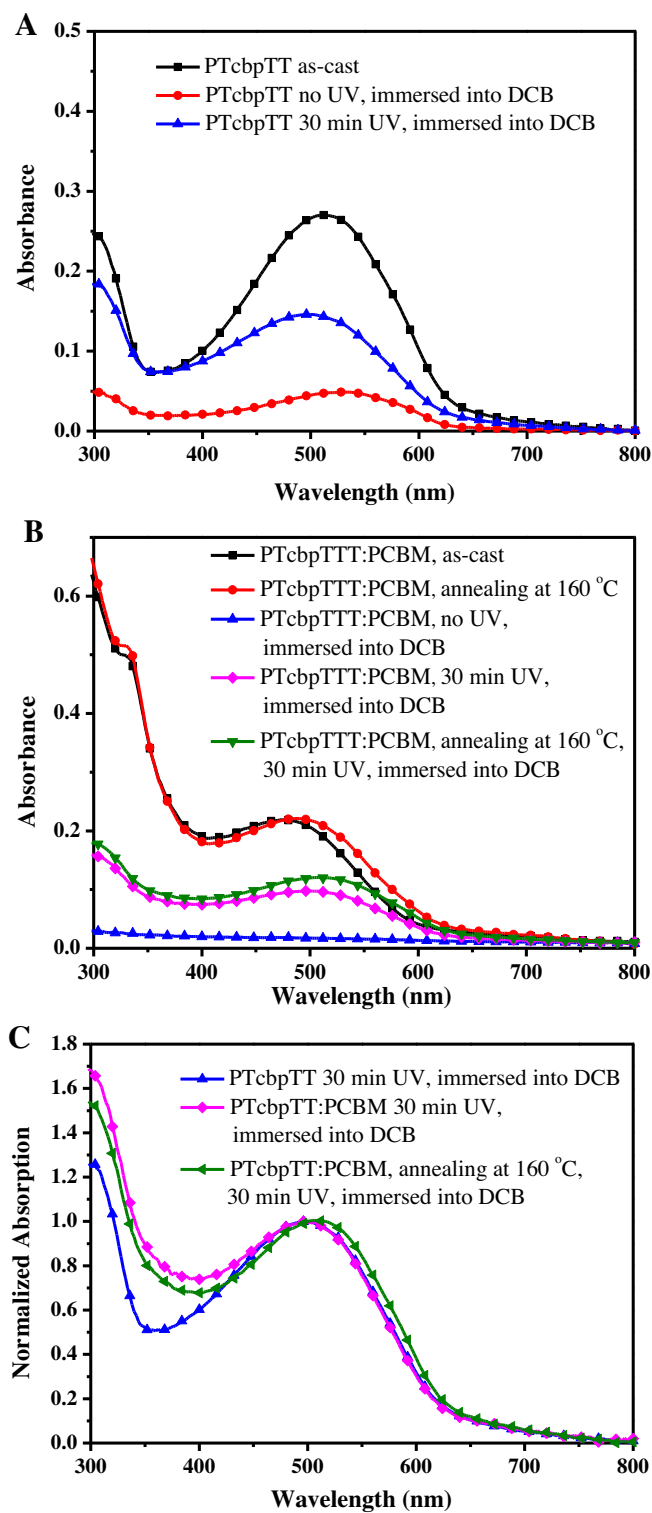 A
0.5
0.4
0.3
0.2
0.1
0.0
Absorbance
PTcbpTT as-cast
PTcbpTT no UV, immersed into DCB
PTcbpTT 30 min UV, immersed into DCB
300 400 500 600 700 800
Wavelength (nm)
B
0.6
0.4
0.2
0.0
Absorbance
PTcbpTTT:PCBM, as-cast
PTcbpTTT:PCBM, annealing at 160 °C
PTcbpTTT:PCBM, no UV,
immersed into DCB
PTcbpTTT:PCBM, 30 min UV,
immersed into DCB
PTcbpTTT:PCBM, annealing at 160 °C,
30 min UV, immersed into DCB
300 400 500 600 700 800
Wavelength (nm)
C
1.8
1.6
1.4
1.2
1.0
0.8
0.6
0.4
0.2
0.0
Normalized Absorption
PTcbpTT 30 min UV, immersed into DCB
PTcbpTT:PCBM 30 min UV,
immersed into DCB
PTcbpTT:PCBM, annealing at 160 °C,
30 min UV, immersed into DCB
300 400 500 600 700 800
Wavelength (nm)